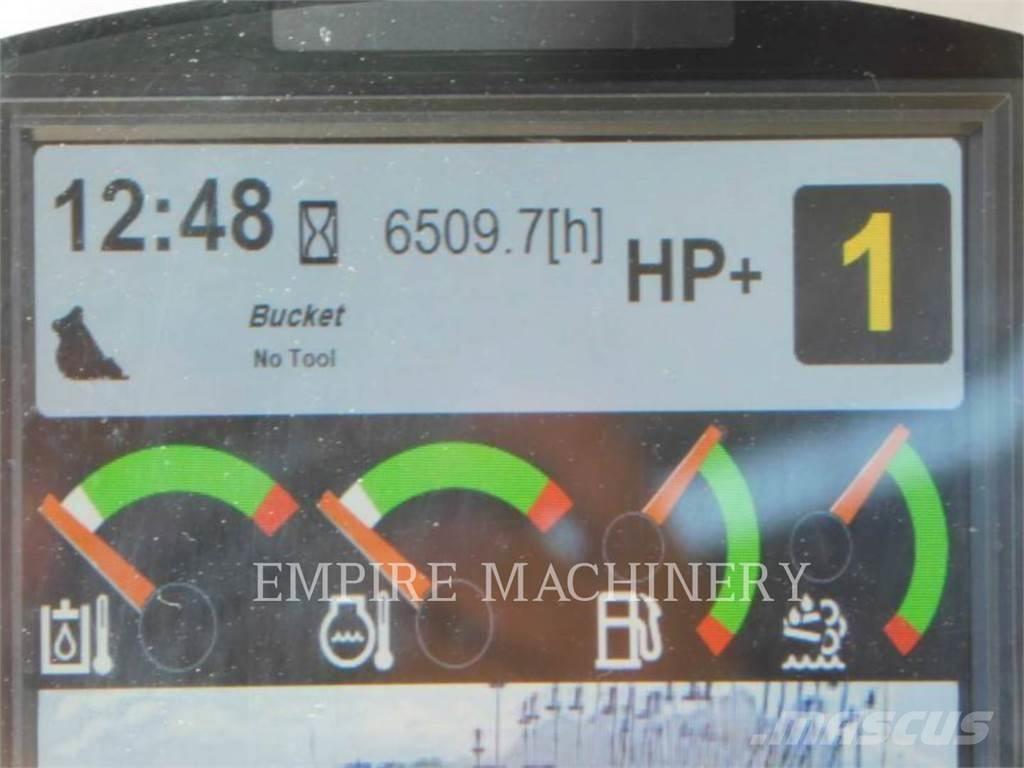 12:48 6509.7[h] HP+ 1
Bucket
No Tool
EMPIRE MACHINERY
MASCUS